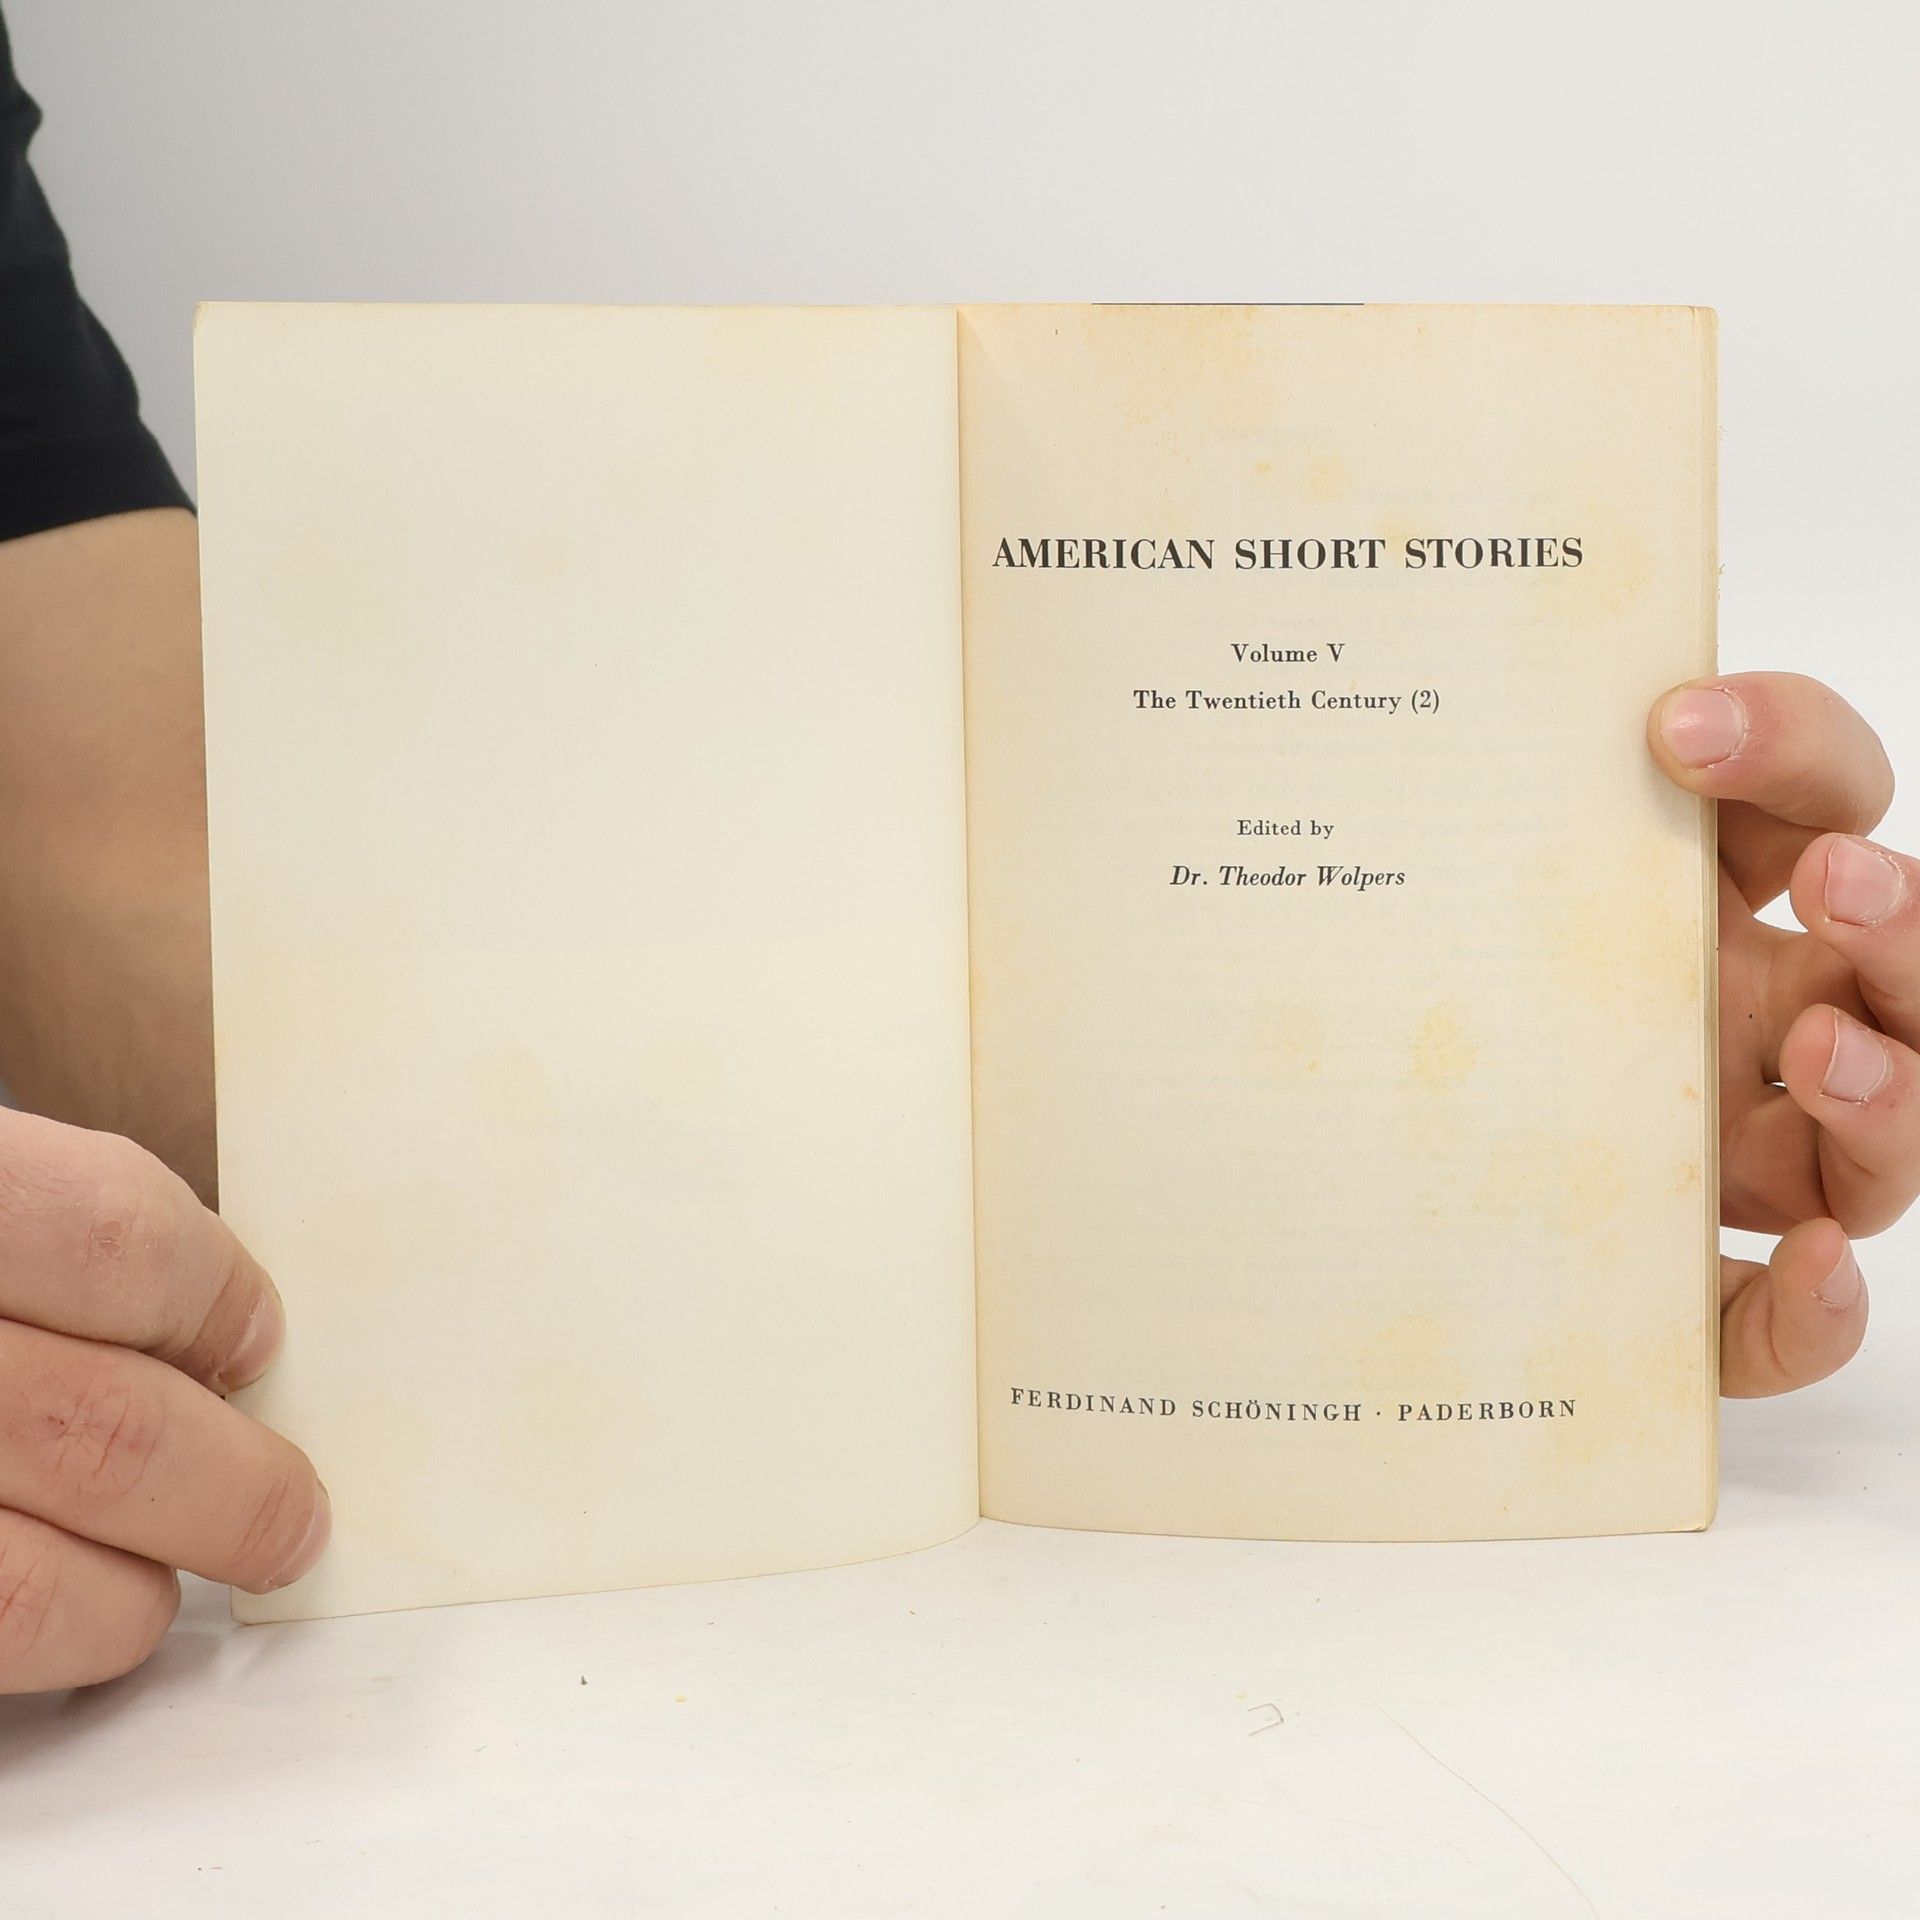 AMERICAN SHORT STORIES
Volume V
The Twentieth Century (2)
Edited by
Dr. Theodor Wolpers
FERDINAND SCHÖNINGH · PADERBORN